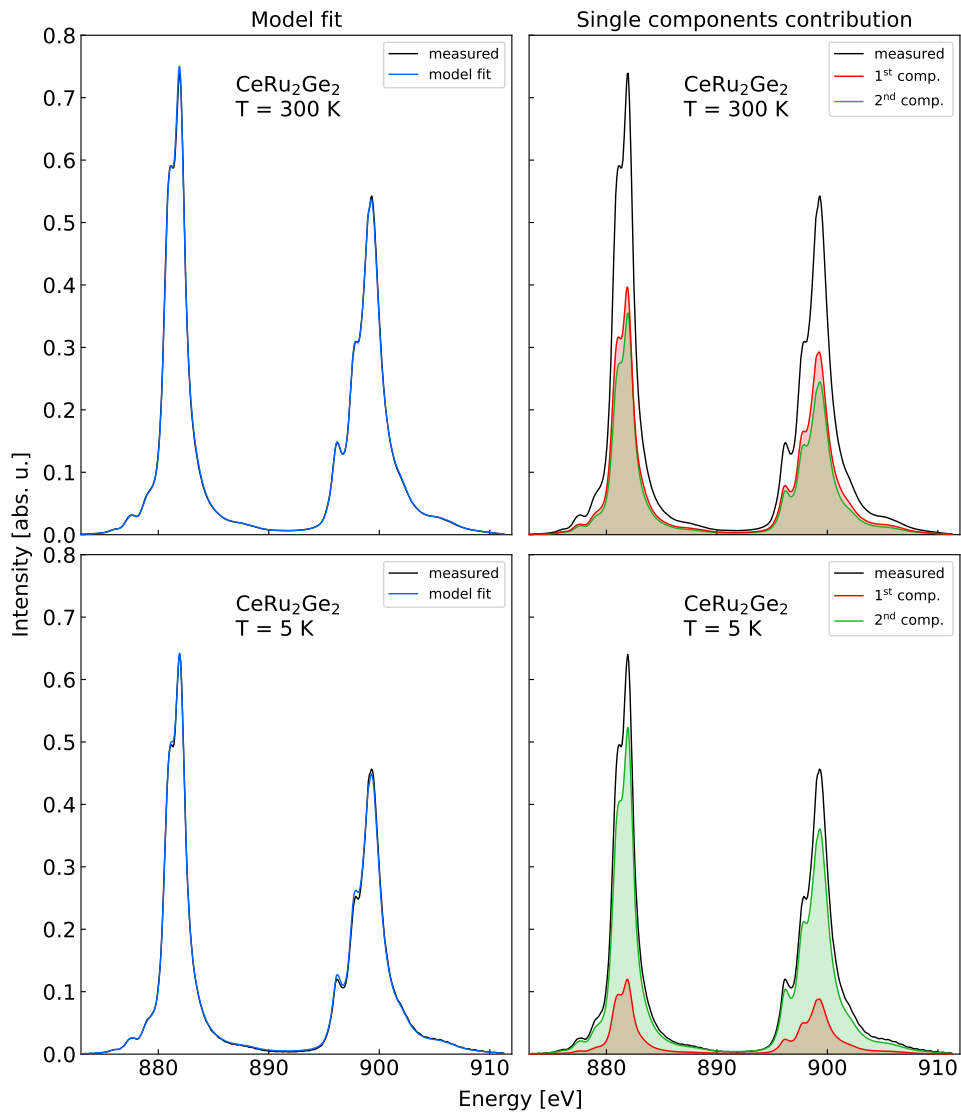 Model fit
Single components contribution
0.8
0.7
0.6
0.5
0.4
0.3
0.2
0.1
0.0
measured
model fit
CeRu₂Ge₂
T = 300 K
measured
1ˢᵗ comp.
2ⁿᵈ comp.
CeRu₂Ge₂
T = 300 K
Intensity [abs. u.]
0.8
0.7
0.6
0.5
0.4
0.3
0.2
0.1
0.0
measured
model fit
CeRu₂Ge₂
T = 5 K
880
890
900
910
measured
1ˢᵗ comp.
2ⁿᵈ comp.
CeRu₂Ge₂
T = 5 K
880
890
900
910
Energy [eV]